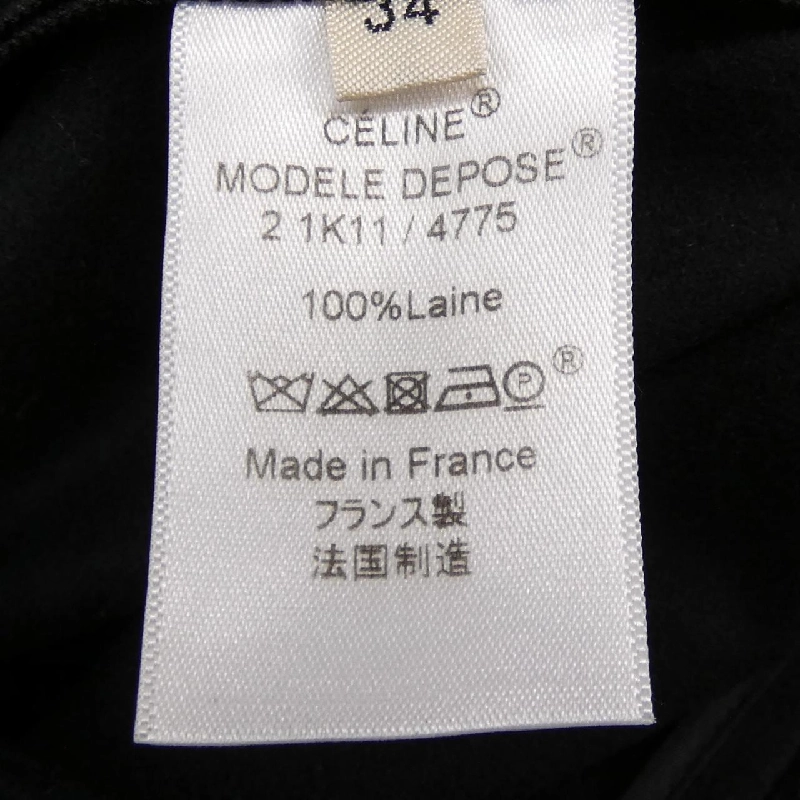 34
CÉLINE®
MODELE DEPOSE®
2 1K11 / 4775
100%Laine
P®
Made in France
フランス製
法国制造